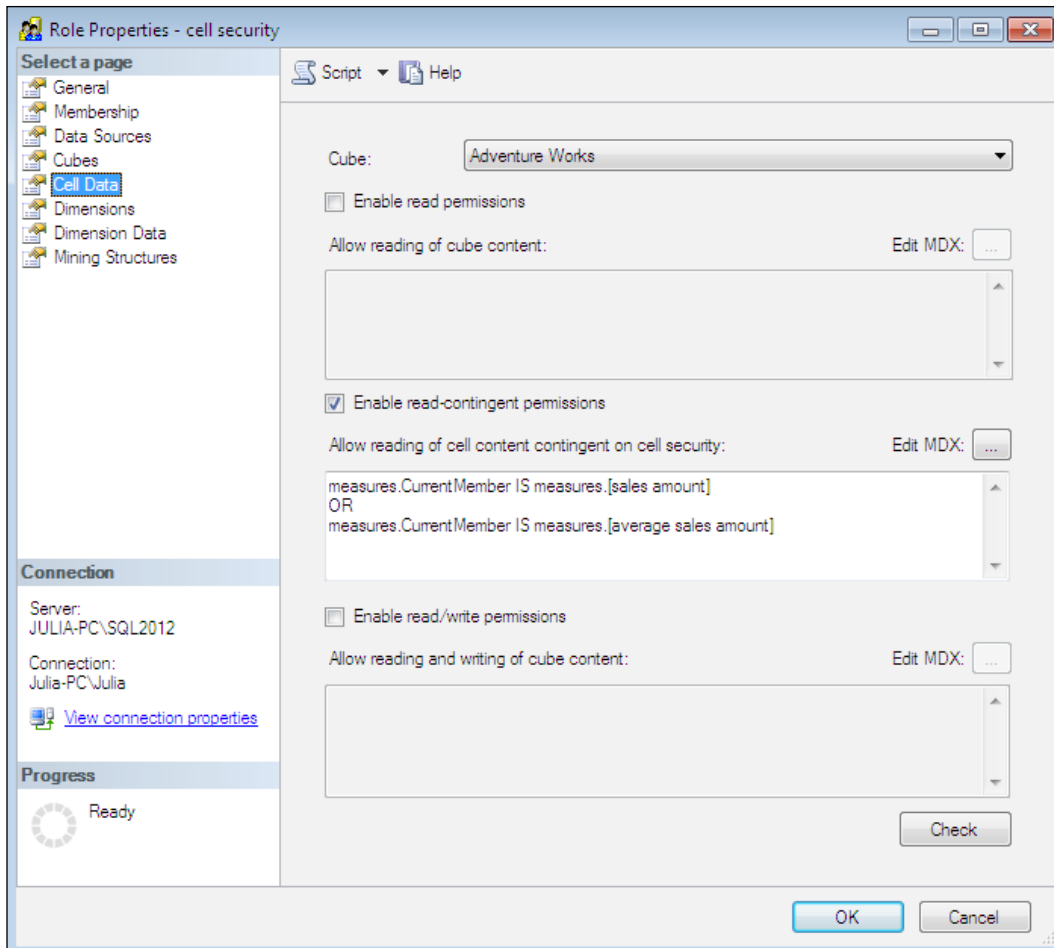 Role Properties - cell security
Select a page
General
Membership
Data Sources
Cubes
Cell Data
Dimensions
Dimension Data
Mining Structures
Connection
Server:
JULIA-PC\SQL2012
Connection:
Julia-PC\Julia
View connection properties
Progress
Ready
Script Help
Cube: Adventure Works
Enable read permissions
Allow reading of cube content: Edit MDX: ...
Enable read-contingent permissions
Allow reading of cell content contingent on cell security: Edit MDX: ...
measures.CurrentMember IS measures.[sales amount]
OR
measures.CurrentMember IS measures.[average sales amount]
Enable read/write permissions
Allow reading and writing of cube content: Edit MDX: ...
Check
OK Cancel